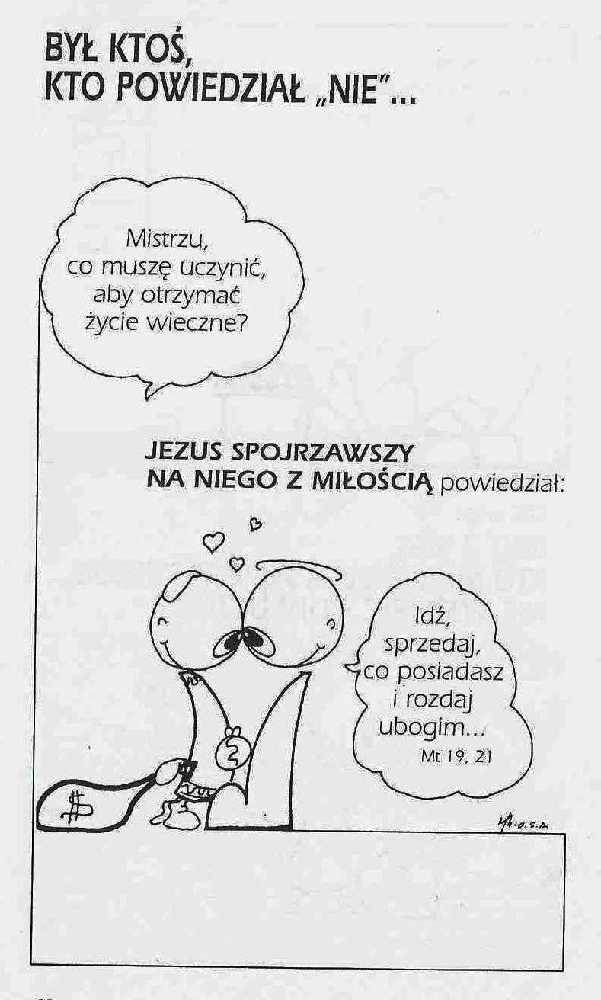 BYŁ KTOŚ,
KTO POWIEDZIAŁ „NIE”...
Mistrzu,
co muszę uczynić,
aby otrzymać
życie wieczne?
JEZUS SPOJRZAWSZY
NA NIEGO Z MIŁOŚCIĄ powiedział:
Idź,
sprzedaj,
co posiadasz
i rozdaj
ubogim...
Mt 19, 21
$